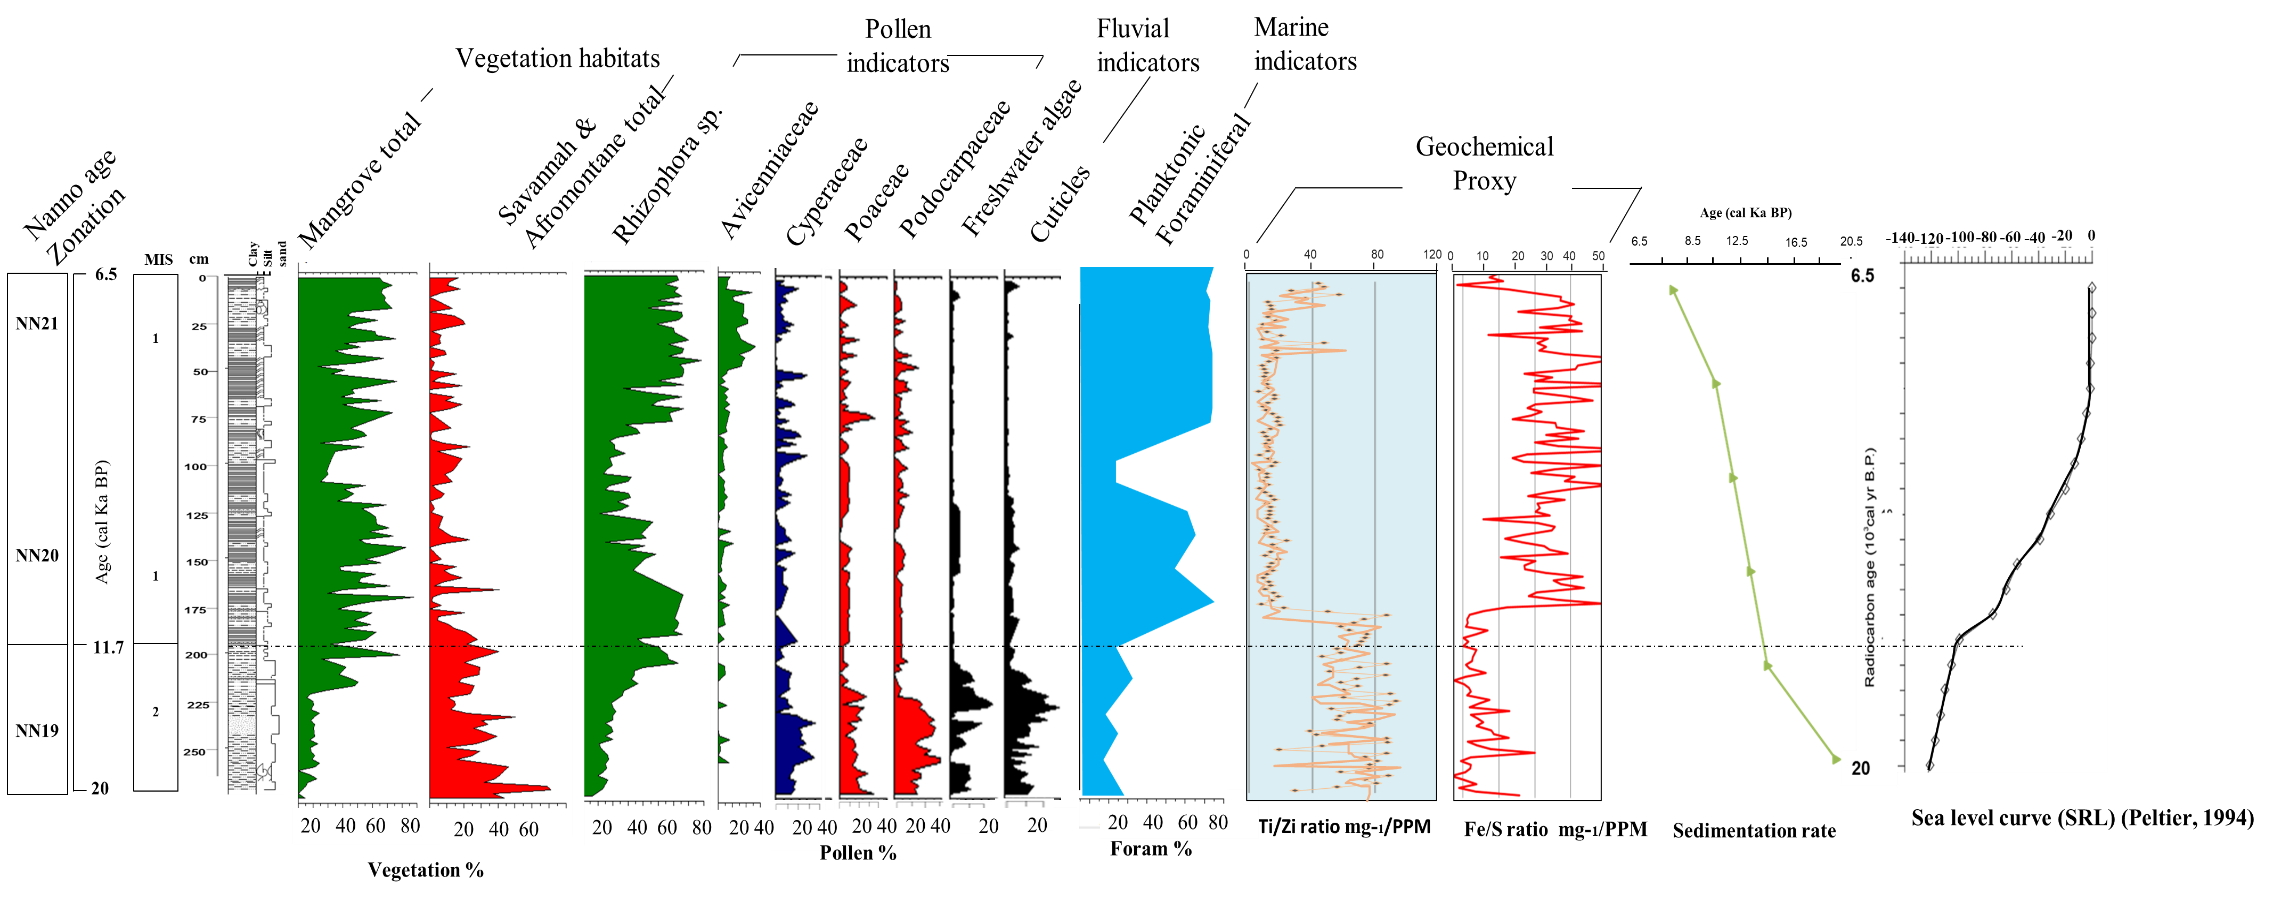 Vegetation habitats
Pollen
indicators
Fluvial
indicators
Marine
indicators
Geochemical
Proxy
Nanno age
Zonation
Mangrove total
Savannah &
Afromontane total
Rhizophora sp.
Avicenniaceae
Cyperaceae
Poaceae
Podocarpaceae
Freshwater algae
Cuticles
Planktonic
Foraminiferal
MIS
cm
Clay
Silt
sand
Age (cal Ka BP)
6.5 8.5 12.5 16.5 20.5
-140 -120 -100 -80 -60 -40 -20 0
0 40 80 120
0 10 20 30 40 50
NN21
NN20
NN19
6.5
11.7
20
Age (cal Ka BP)
1
1
2
0
25
50
75
100
125
150
175
200
225
250
6.5
20
Radiocarbon age (10³cal yr B.P.)
20 40 60 80
20 40 60
20 40 60 80
20 40
20 40
20 40
20 40
20
20
20 40 60 80
Vegetation %
Pollen %
Foram %
Ti/Zi ratio mg-1/PPM
Fe/S ratio mg-1/PPM
Sedimentation rate
Sea level curve (SRL) (Peltier, 1994)